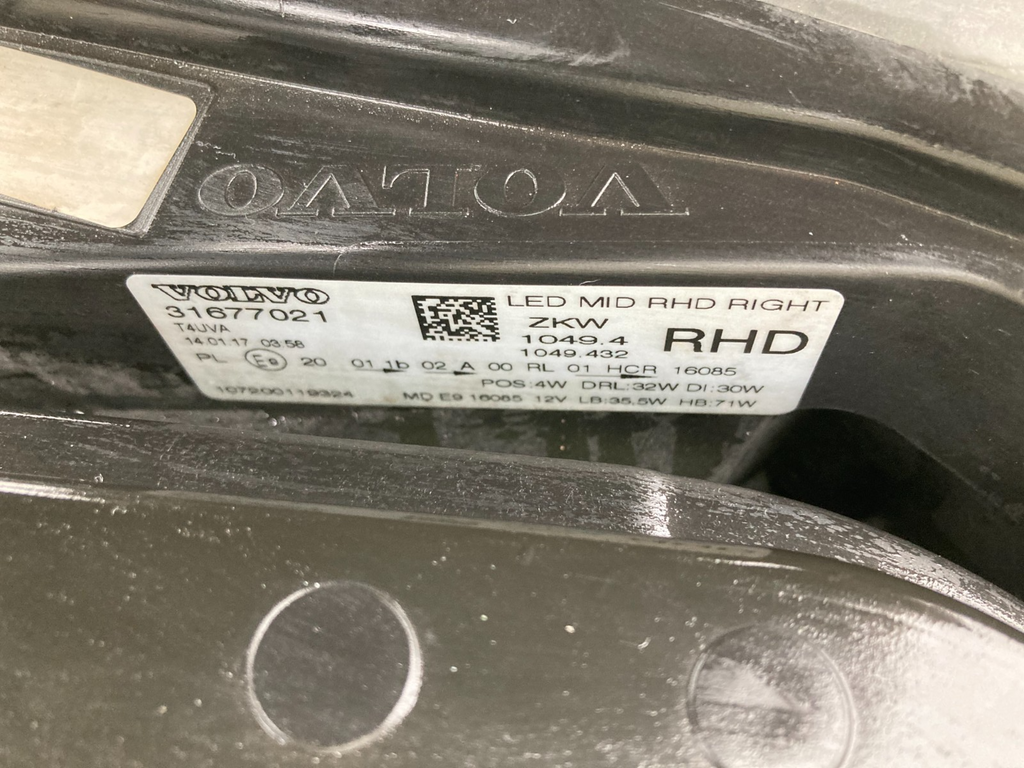 VOLVO
VOLVO
31677021
T4UVA
14.01.17 03:58
LED MID RHD RIGHT
ZKW
1049.4
1049.432
RHD
PL E9 20 01 1b 02 A 00 RL 01 HCR 16085
POS:4W DRL:32W DI:30W
107200119324 MD E9 16085 12V LB:35,5W HB:71W